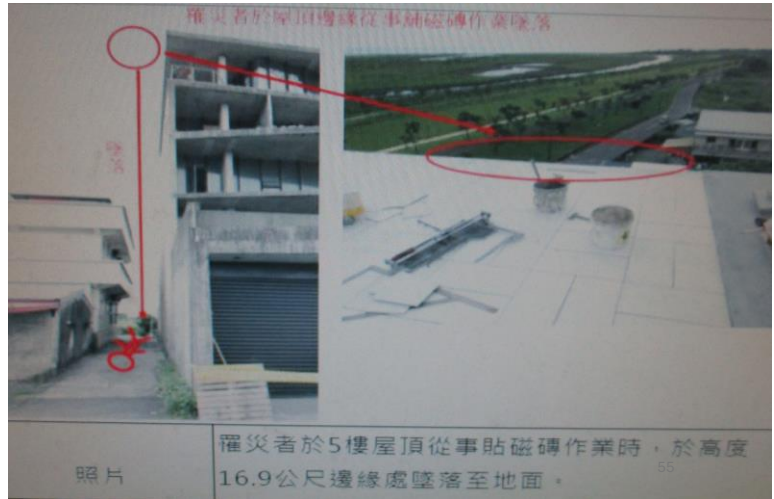 罹災者於屋頂邊緣從事舖磁磚作業墜落
墜落
照片
罹災者於5樓屋頂從事貼磁磚作業時，於高度
16.9公尺邊緣處墜落至地面。
55